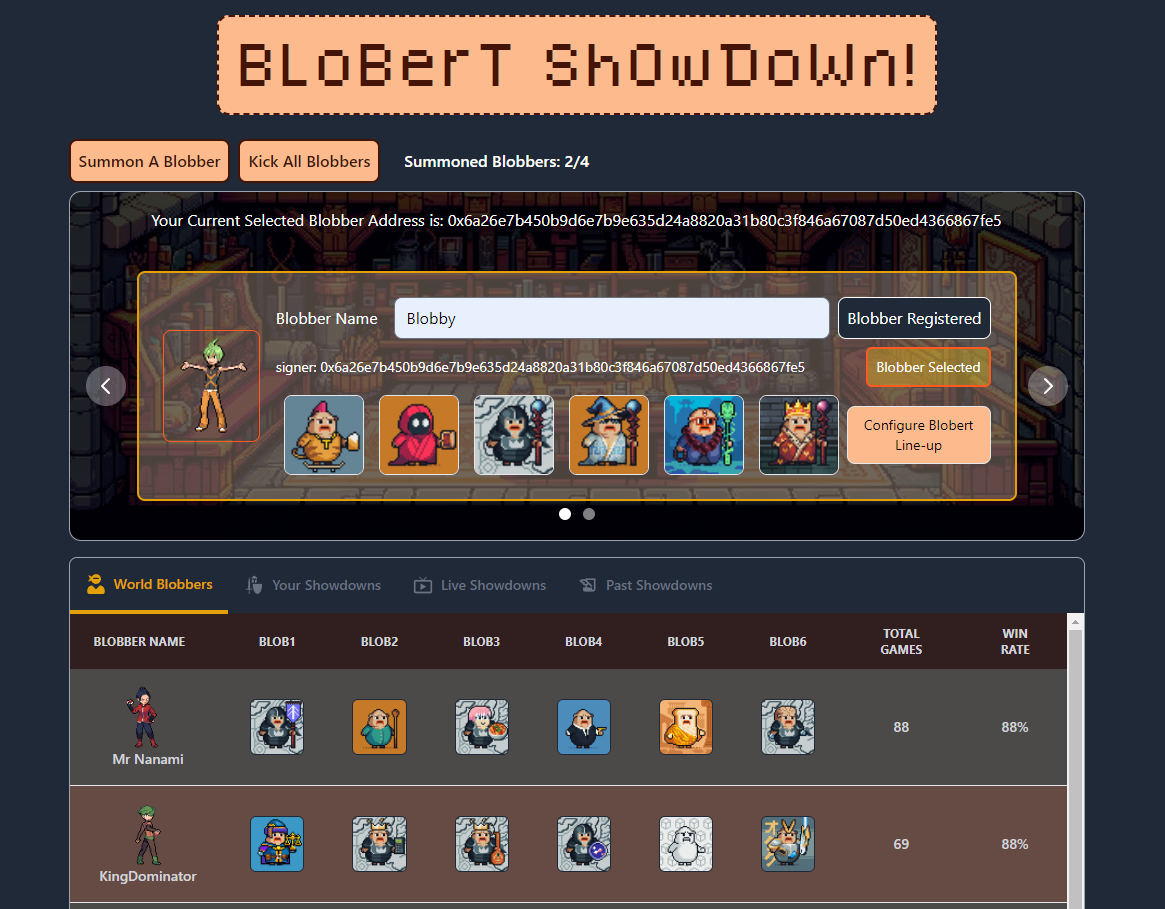 BLoBerT ShOwDoWn!
Summon A Blobber
Kick All Blobbers
Summoned Blobbers: 2/4
Your Current Selected Blobber Address is: 0x6a26e7b450b9d6e7b9e635d24a8820a31b80c3f846a67087d50ed4366867fe5
Blobber Name
Blobby
Blobber Registered
signer: 0x6a26e7b450b9d6e7b9e635d24a8820a31b80c3f846a67087d50ed4366867fe5
Blobber Selected
Configure Blobert
Line-up
World Blobbers
Your Showdowns
Live Showdowns
Past Showdowns
BLOBBER NAME
BLOB1
BLOB2
BLOB3
BLOB4
BLOB5
BLOB6
TOTAL
GAMES
WIN
RATE
Mr Nanami
88
88%
KingDominator
69
88%